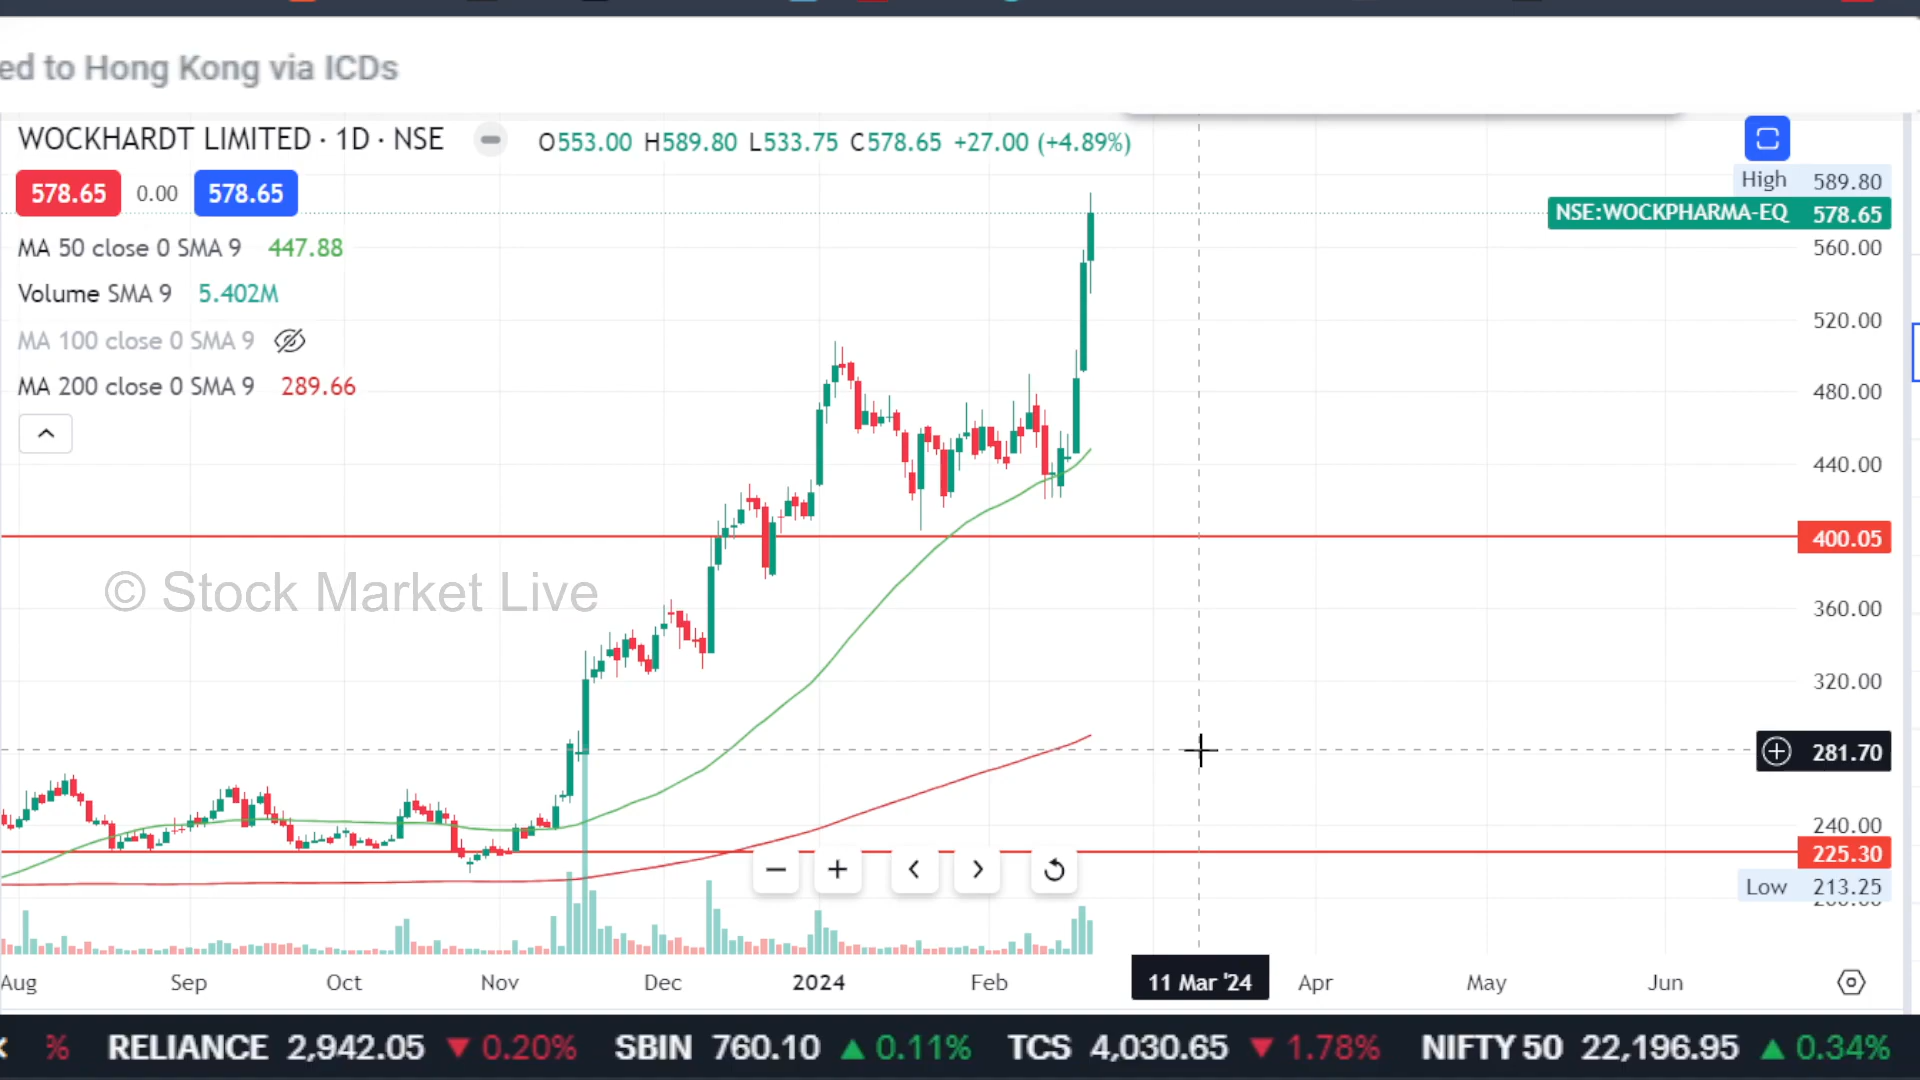 ed to Hong Kong via ICDs
WOCKHARDT LIMITED · 1D · NSE O553.00 H589.80 L533.75 C578.65 +27.00 (+4.89%)
578.65 0.00 578.65
MA 50 close 0 SMA 9 447.88
Volume SMA 9 5.402M
MA 100 close 0 SMA 9
MA 200 close 0 SMA 9 289.66
High 589.80
NSE:WOCKPHARMA-EQ 578.65
560.00
520.00
480.00
440.00
400.05
© Stock Market Live
360.00
320.00
281.70
240.00
225.30
Low 213.25
Aug Sep Oct Nov Dec 2024 Feb 11 Mar '24 Apr May Jun
% RELIANCE 2,942.05 ▼ 0.20% SBIN 760.10 ▲ 0.11% TCS 4,030.65 ▼ 1.78% NIFTY 50 22,196.95 ▲ 0.34%